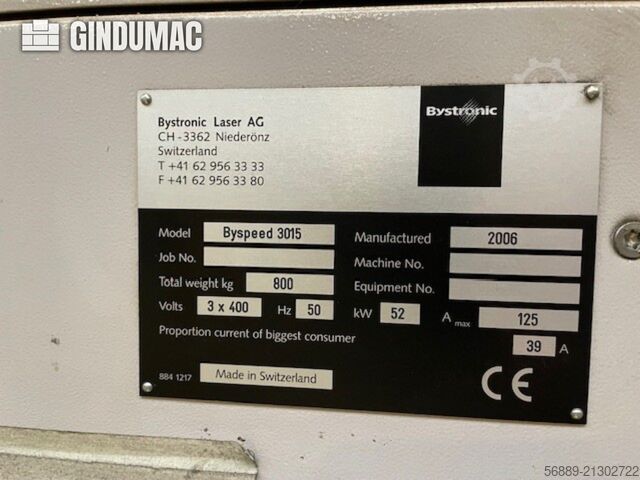 GINDUMAC
Bystronic Laser AG
CH-3362 Niederönz
Switzerland
T +41 62 956 33 33
F +41 62 956 33 80
Bystronic
Model Byspeed 3015 Manufactured 2006
Job No. Machine No.
Total weight kg 800 Equipment No.
Volts 3 x 400 Hz 50 kW 52 A max 125
Proportion current of biggest consumer 39 A
884 1217 Made in Switzerland CE
56889-21302722